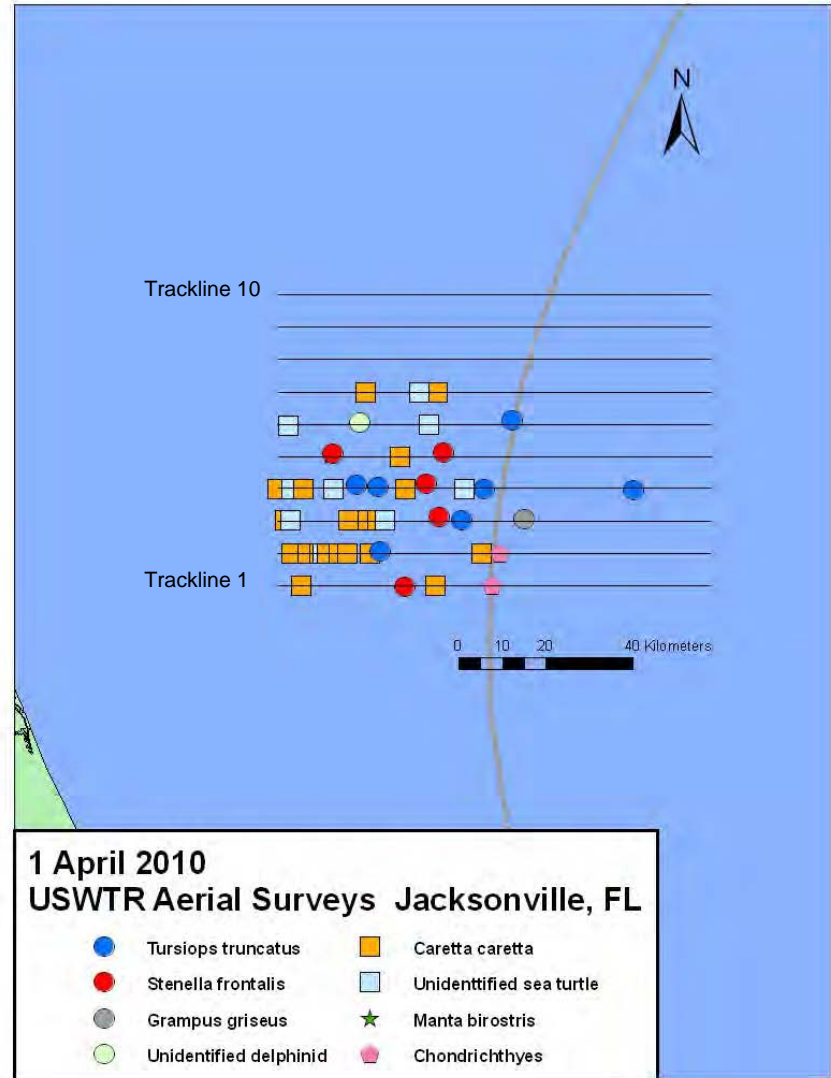 N
Trackline 10
Trackline 1
0 10 20 40 Kilometers
1 April 2010
USWTR Aerial Surveys Jacksonville, FL
Tursiops truncatus Caretta caretta
Stenella frontalis Unidenttified sea turtle
Grampus griseus Manta birostris
Unidentified delphinid Chondrichthyes